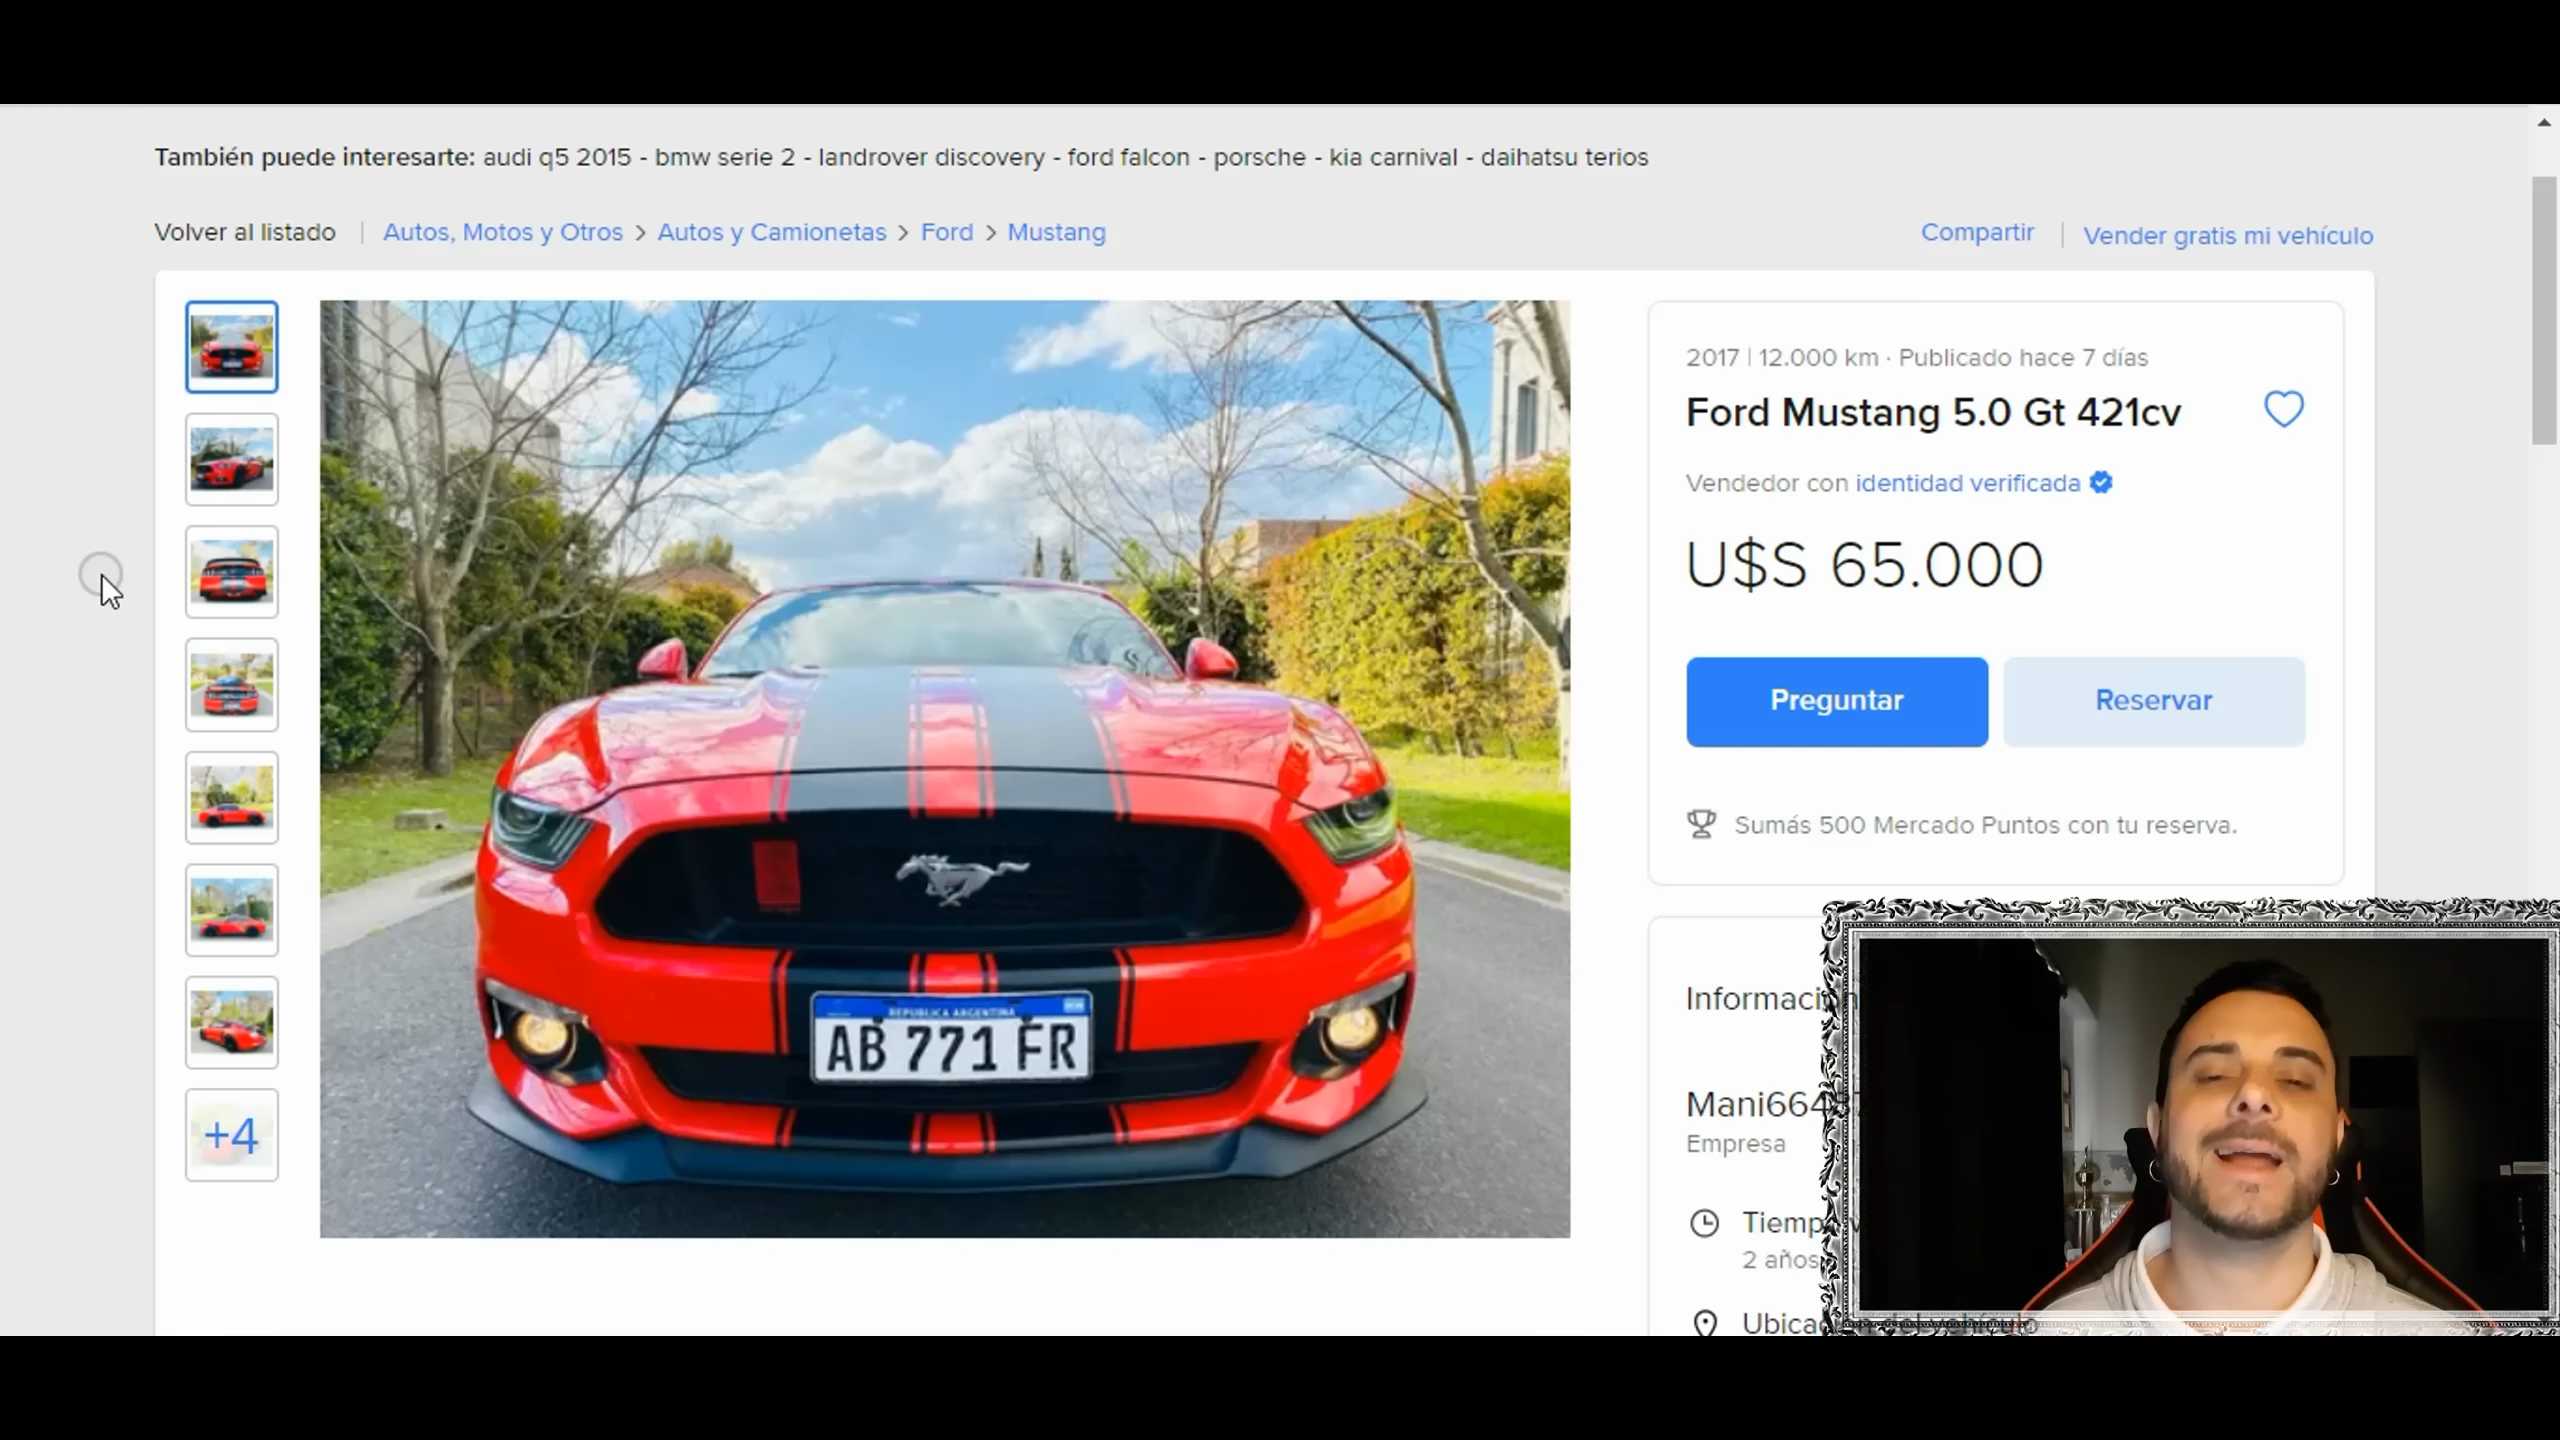 También puede interesarte: audi q5 2015 - bmw serie 2 - landrover discovery - ford falcon - porsche - kia carnival - daihatsu terios
Volver al listado | Autos, Motos y Otros > Autos y Camionetas > Ford > Mustang
Compartir | Vender gratis mi vehículo
2017 | 12.000 km · Publicado hace 7 días
Ford Mustang 5.0 Gt 421cv
Vendedor con identidad verificada
U$S 65.000
Preguntar
Reservar
Sumás 500 Mercado Puntos con tu reserva.
REPUBLICA ARGENTINA
AB 771 FR
+4
Empresa
2 años